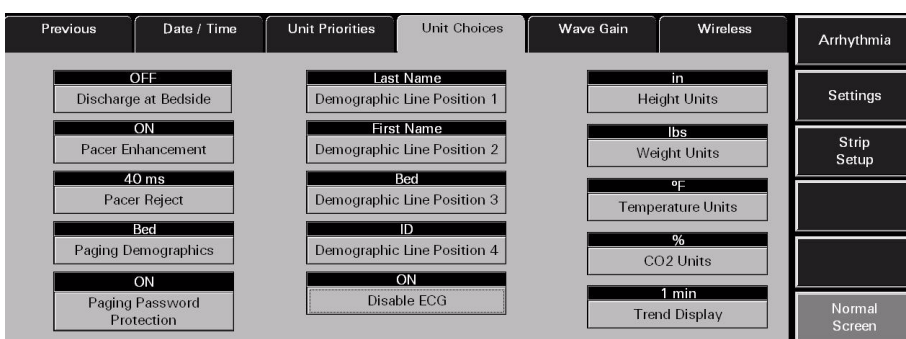 Previous
Date / Time
Unit Priorities
Unit Choices
Wave Gain
Wireless
OFF
Discharge at Bedside
ON
Pacer Enhancement
40 ms
Pacer Reject
Bed
Paging Demographics
ON
Paging Password
Protection
Last Name
Demographic Line Position 1
First Name
Demographic Line Position 2
Bed
Demographic Line Position 3
ID
Demographic Line Position 4
ON
Disable ECG
in
Height Units
lbs
Weight Units
ºF
Temperature Units
%
CO2 Units
1 min
Trend Display
Arrhythmia
Settings
Strip
Setup
Normal
Screen